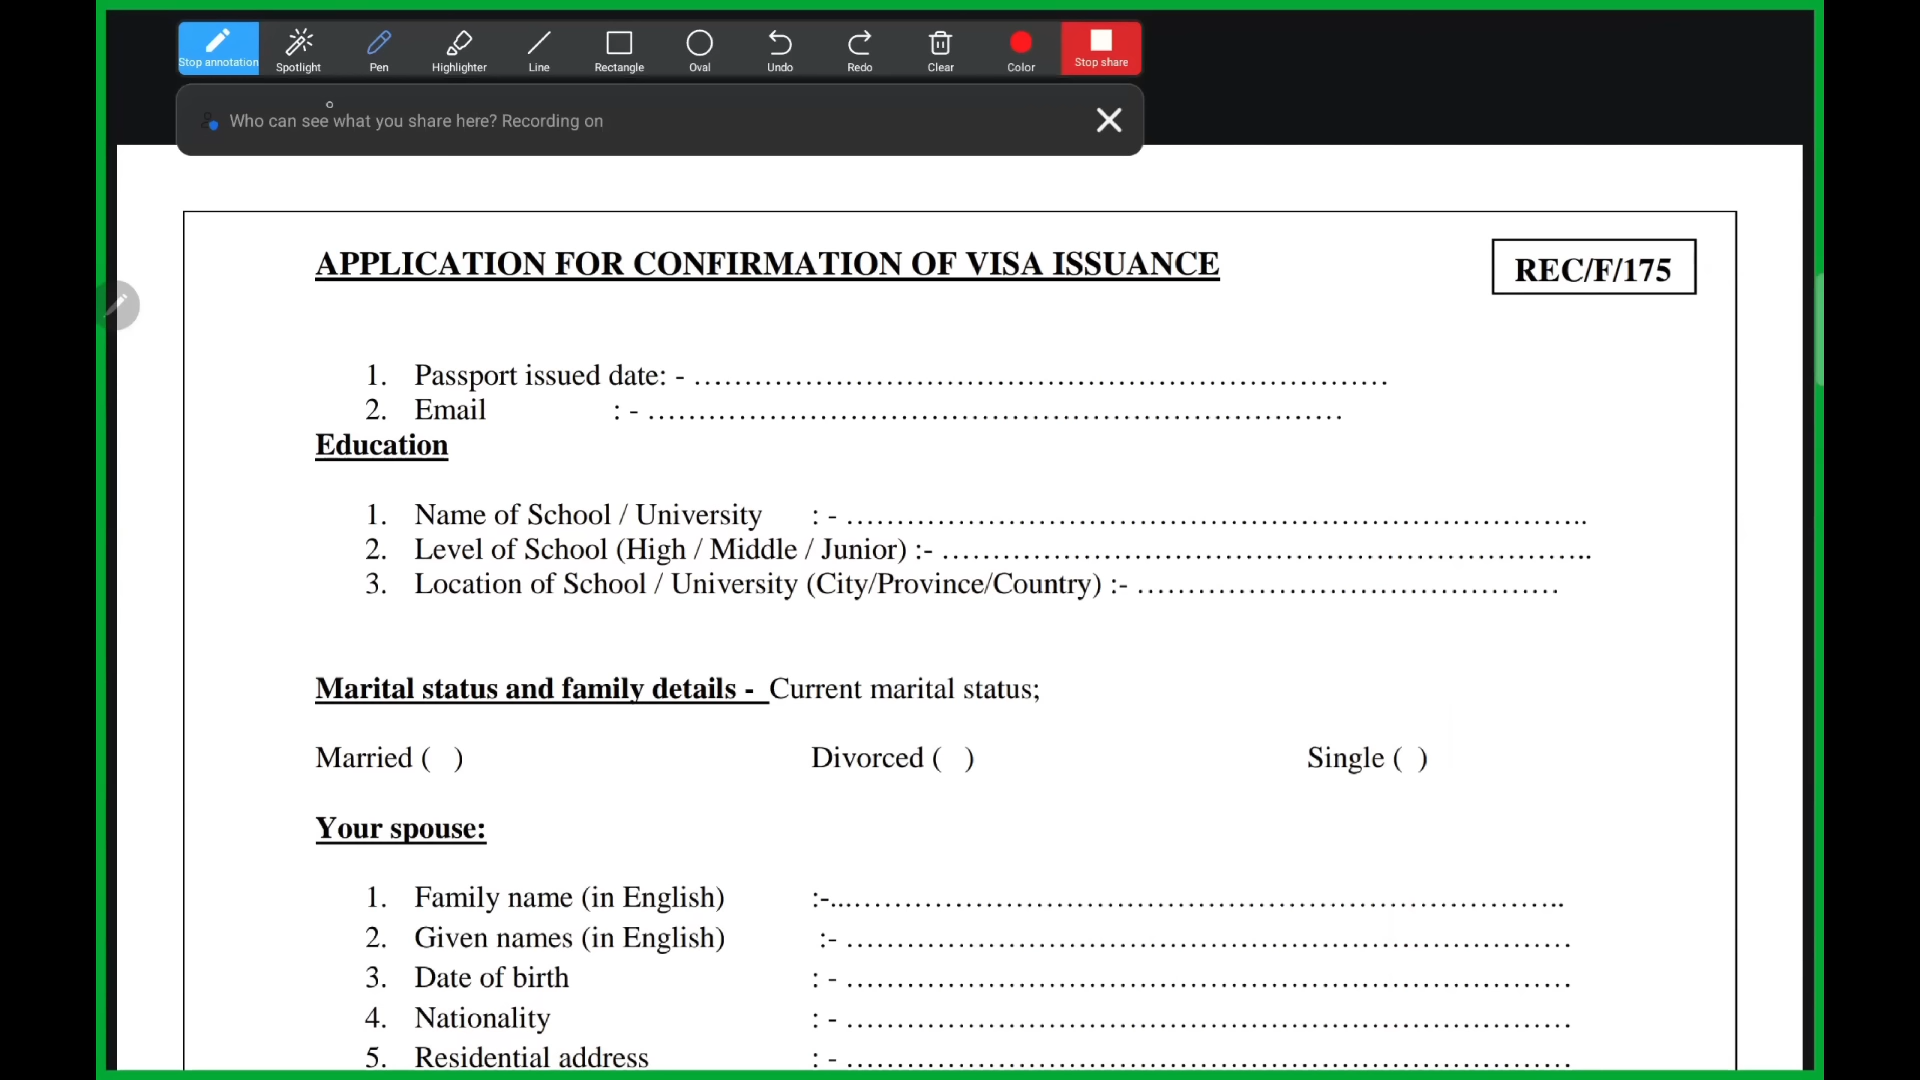 Stop annotation Spotlight Pen Highlighter Line Rectangle Oval Undo Redo Clear Color Stop share
Who can see what you share here? Recording on
APPLICATION FOR CONFIRMATION OF VISA ISSUANCE
REC/F/175
1. Passport issued date: - ……………………………………………………………
2. Email : - ……………………………………………………………
Education
1. Name of School / University : - ………………………………………………………………..
2. Level of School (High / Middle / Junior) :- ………………………………………………………..
3. Location of School / University (City/Province/Country) :- ……………………………………
Marital status and family details - Current marital status;
Married ( ) Divorced ( ) Single ( )
Your spouse:
1. Family name (in English) :-...……………………………………………………………..
2. Given names (in English) :- ………………………………………………………………
3. Date of birth : - ………………………………………………………………
4. Nationality : - ………………………………………………………………
5. Residential address : - ………………………………………………………………